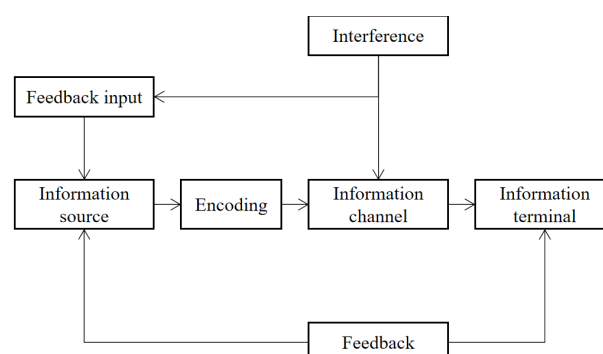 Interference
Feedback input
Information
source
Encoding
Information
channel
Information
terminal
Feedback